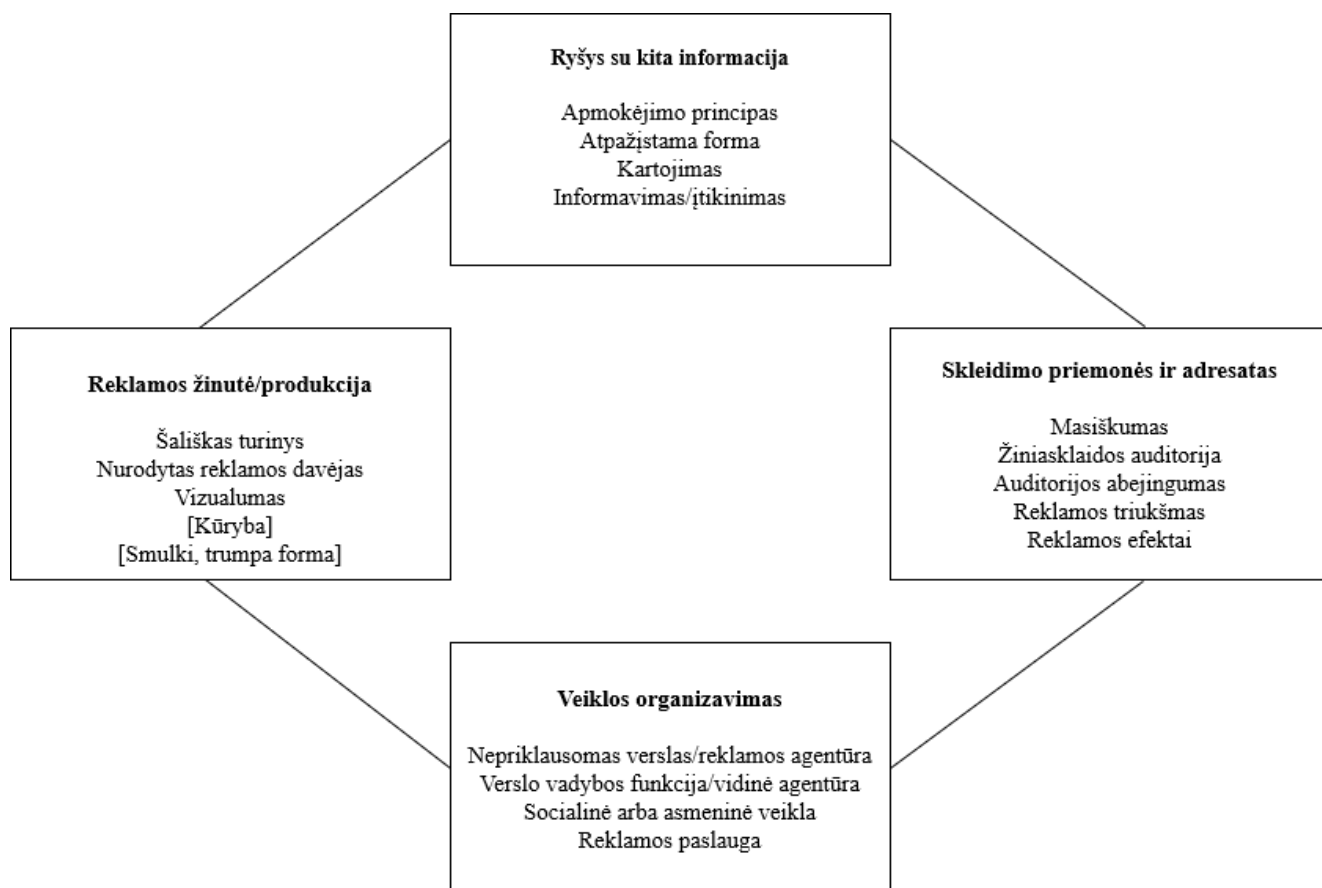 Ryšys su kita informacija
Apmokėjimo principas
Atpažįstama forma
Kartojimas
Informavimas/įtikinimas
Reklamos žinutė/produkcija
Šališkas turinys
Nurodytas reklamos davėjas
Vizualumas
[Kūryba]
[Smulki, trumpa forma]
Skleidimo priemonės ir adresatas
Masiškumas
Žiniasklaidos auditorija
Auditorijos abejingumas
Reklamos triukšmas
Reklamos efektai
Veiklos organizavimas
Nepriklausomas verslas/reklamos agentūra
Verslo vadybos funkcija/vidinė agentūra
Socialinė arba asmeninė veikla
Reklamos paslauga